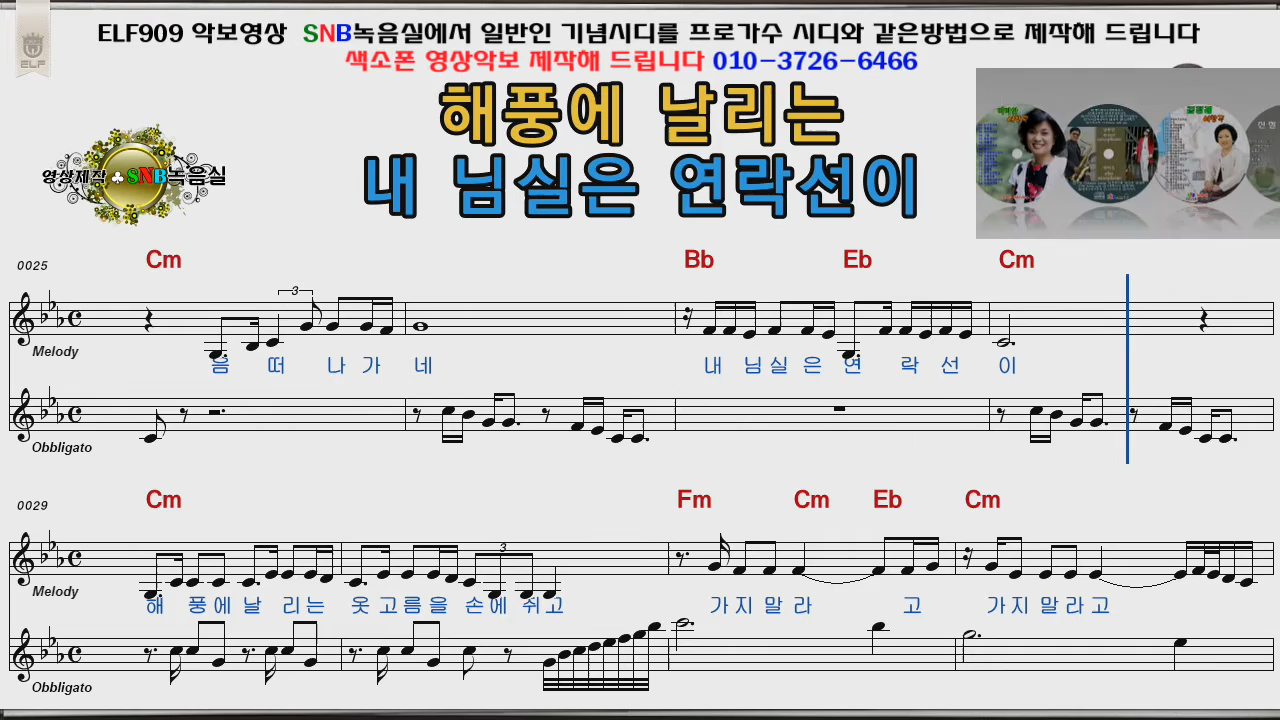 ELF909 악보영상 SNB녹음실에서 일반인 기념시디를 프로가수 시디와 같은방법으로 제작해 드립니다
ELF
색소폰 영상악보 제작해 드립니다 010-3726-6466
해풍에 날리는
내 님실은 연락선이
영상제작 ♣ SNB녹음실
Cm Bb Eb Cm
0025
3
Melody
음 떠 나 가 네 내 님 실 은 연 락 선 이
Obbligato
Cm Fm Cm Eb Cm
0029
3
Melody
해 풍 에 날 리 는 옷 고 름 을 손 에 쥐 고 가 지 말 라 고 가 지 말 라 고
Obbligato